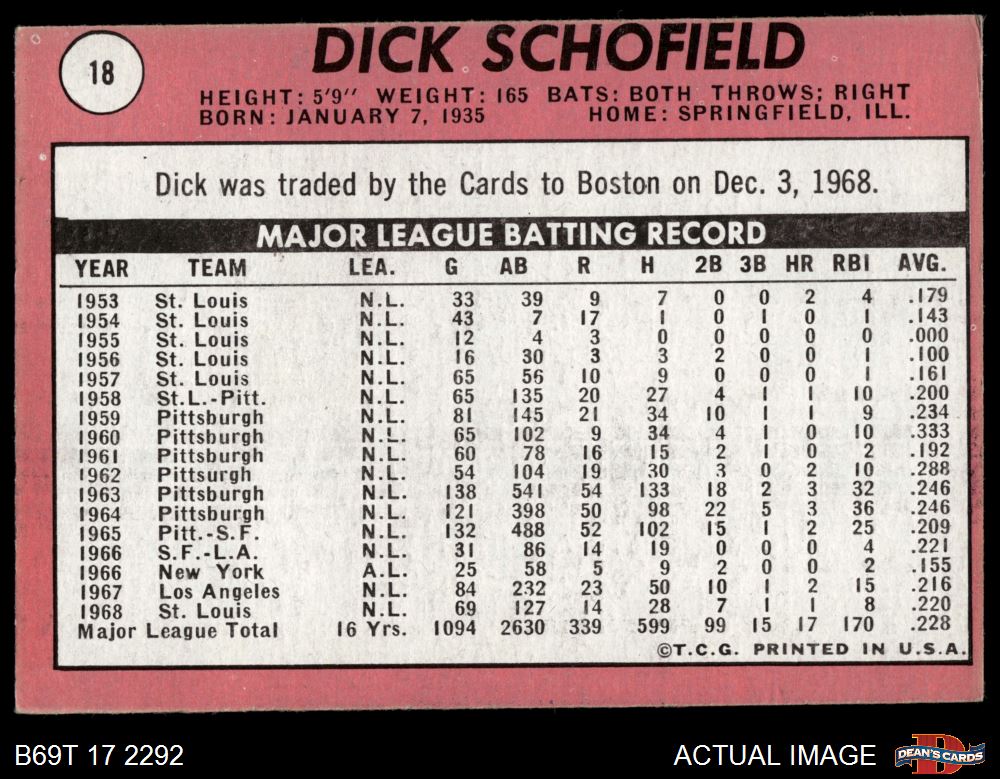 18
DICK SCHOFIELD
HEIGHT: 5'9" WEIGHT: 165 BATS: BOTH THROWS: RIGHT
BORN: JANUARY 7, 1935 HOME: SPRINGFIELD, ILL.
Dick was traded by the Cards to Boston on Dec. 3, 1968.
MAJOR LEAGUE BATTING RECORD
YEAR TEAM LEA. G AB R H 2B 3B HR RBI AVG.
1953 St. Louis N.L. 33 39 9 7 0 0 2 4 .179
1954 St. Louis N.L. 43 7 17 1 0 1 0 1 .143
1955 St. Louis N.L. 12 4 3 0 0 0 0 0 .000
1956 St. Louis N.L. 16 30 3 3 2 0 0 1 .100
1957 St. Louis N.L. 65 56 10 9 0 0 0 1 .161
1958 St.L.-Pitt. N.L. 65 135 20 27 4 1 1 10 .200
1959 Pittsburgh N.L. 81 145 21 34 10 1 1 9 .234
1960 Pittsburgh N.L. 65 102 9 34 4 1 0 10 .333
1961 Pittsburgh N.L. 60 78 16 15 2 1 0 2 .192
1962 Pittsurgh N.L. 54 104 19 30 3 0 2 10 .288
1963 Pittsburgh N.L. 138 541 54 133 18 2 3 32 .246
1964 Pittsburgh N.L. 121 398 50 98 22 5 3 36 .246
1965 Pitt.-S.F. N.L. 132 488 52 102 15 1 2 25 .209
1966 S.F.-L.A. N.L. 31 86 14 19 0 0 0 4 .221
1966 New York A.L. 25 58 5 9 2 0 0 2 .155
1967 Los Angeles N.L. 84 232 23 50 10 1 2 15 .216
1968 St. Louis N.L. 69 127 14 28 7 1 1 8 .220
Major League Total 16 Yrs. 1094 2630 339 599 99 15 17 170 .228
©T.C.G. PRINTED IN U.S.A.
B69T 17 2292 ACTUAL IMAGE DEAN'S CARDS